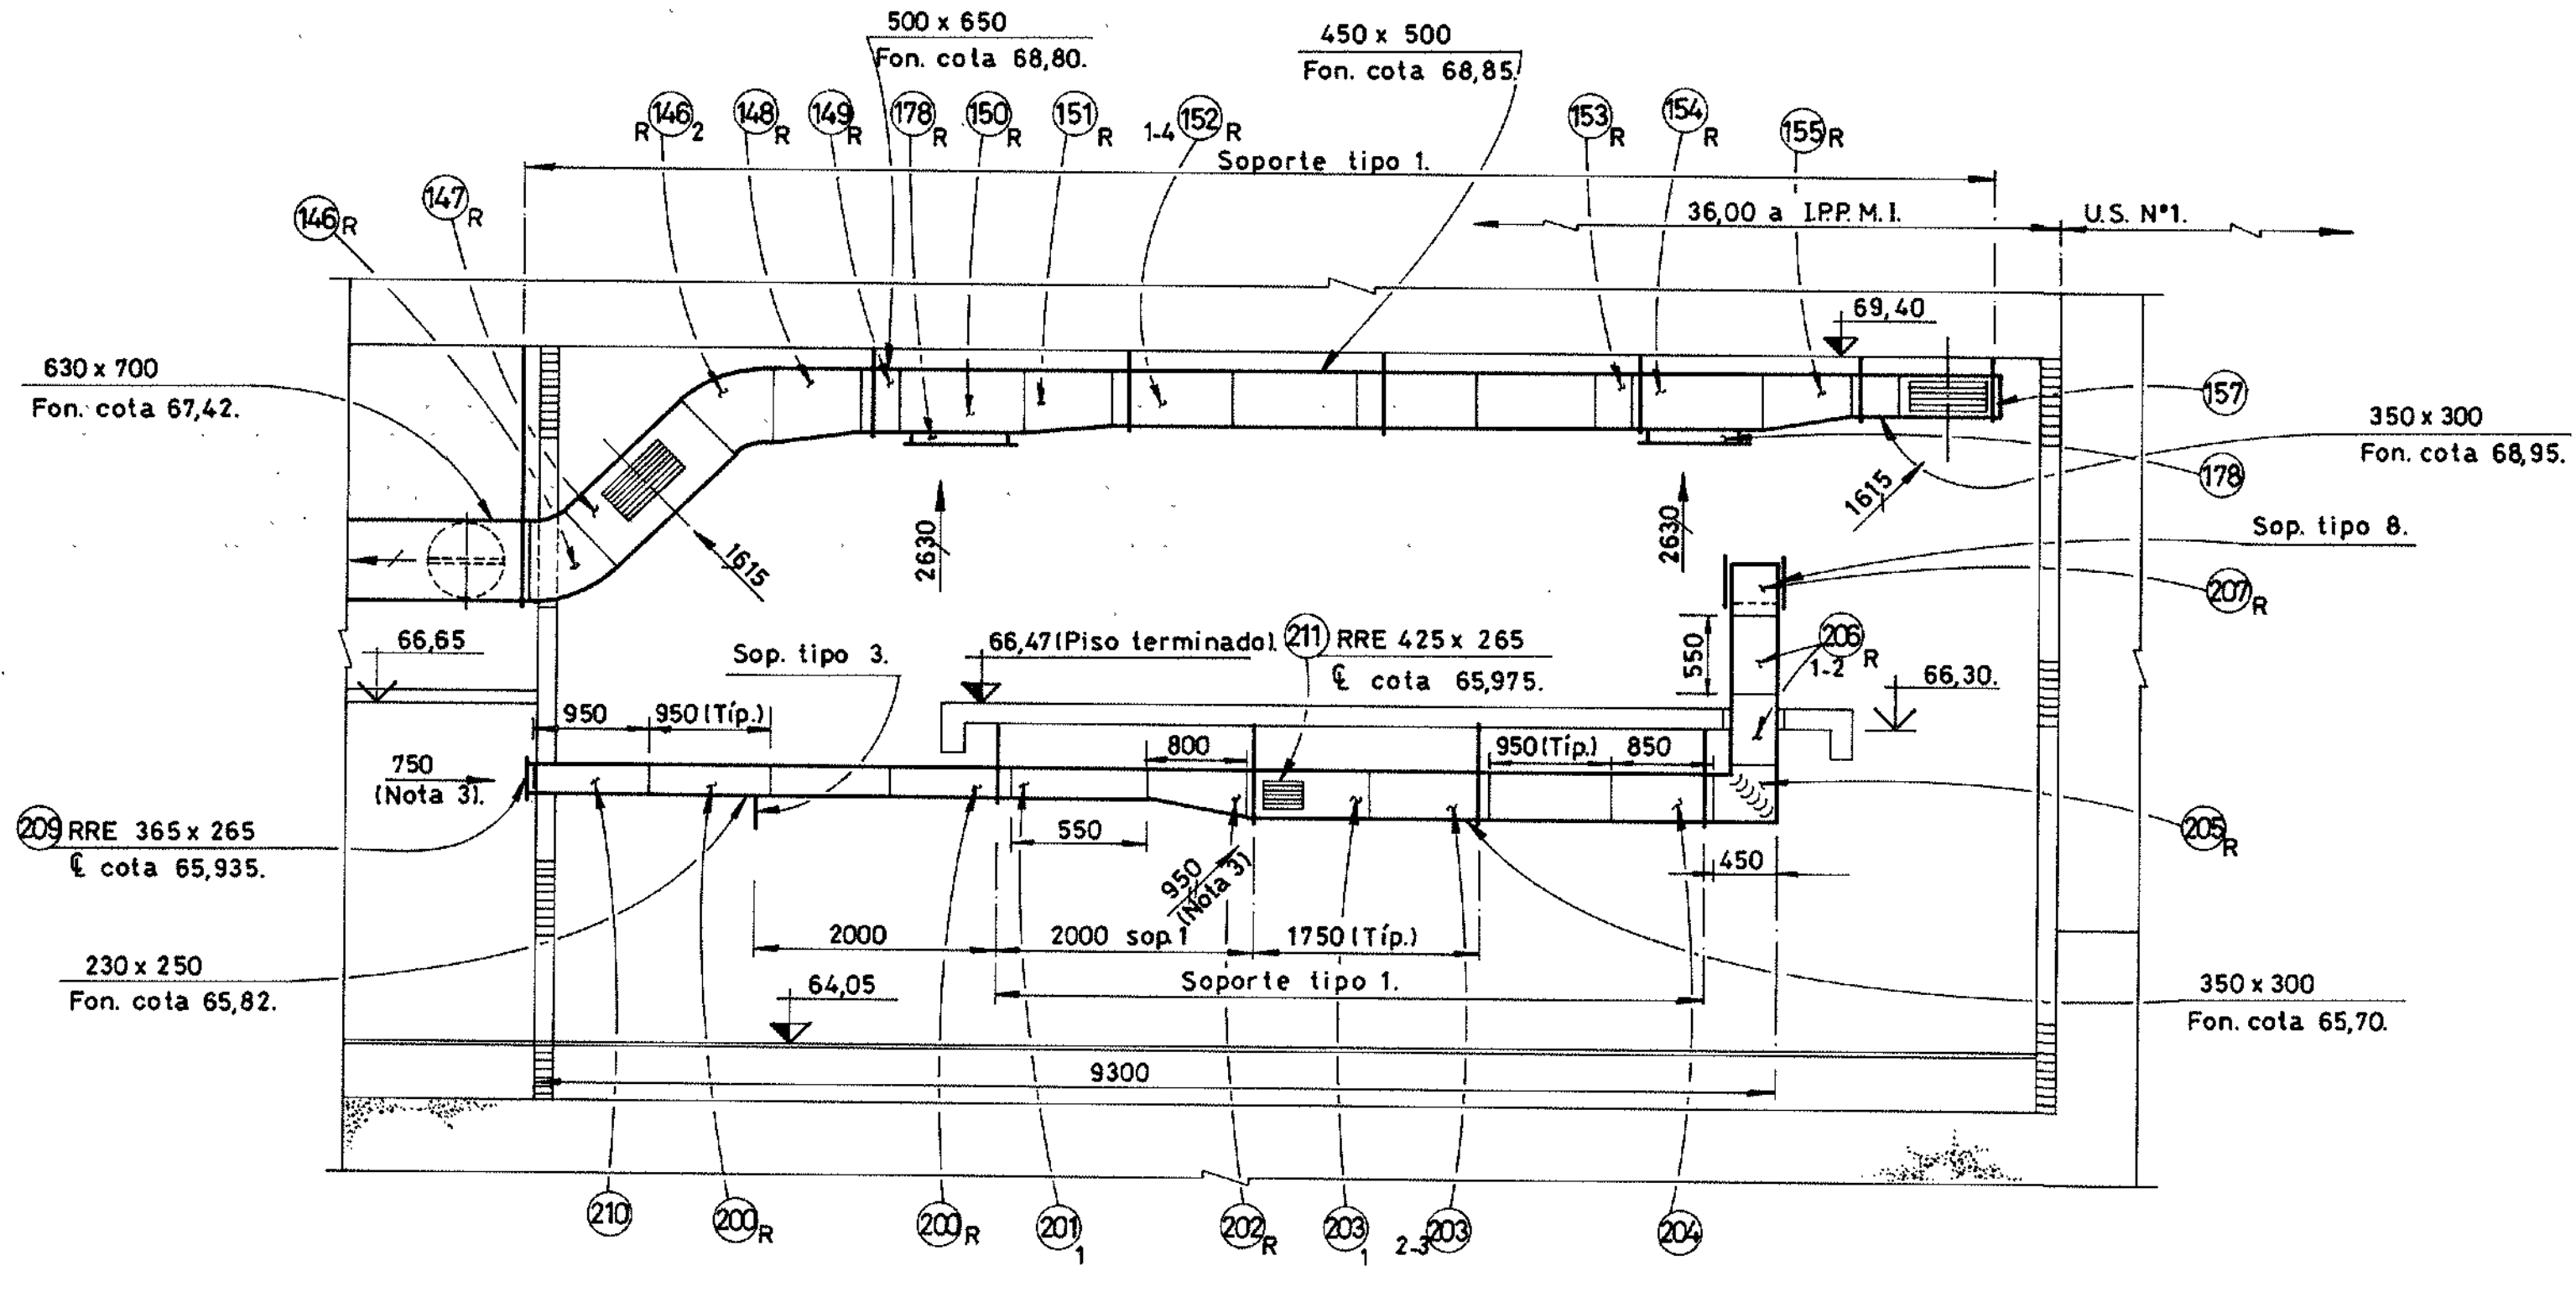 500 x 650
Fon. cota 68,80.
450 x 500
Fon. cota 68,85.
R 146 2
148 R
149 R
178 R
150 R
151 R
1-4 152 R
153 R
154 R
155 R
Soporte tipo 1.
147 R
146 R
36,00 a I.P.P.M.I.
U.S. N°1.
69,40
630 x 700
Fon. cota 67,42.
157
350 x 300
Fon. cota 68,95.
178
1615
2630
2630
1615
Sop. tipo 8.
207 R
66,65
Sop. tipo 3.
66,47 (Piso terminado).
211 RRE 425 x 265
℄ cota 65,975.
550
206 R
1-2
66,30.
950
950 (Típ.)
800
950 (Típ.)
850
750
(Nota 3).
209 RRE 365 x 265
℄ cota 65,935.
550
950
(Nota 3)
450
205 R
2000
2000 sop.1
1750 (Típ.)
230 x 250
Fon. cota 65,82.
64,05
Soporte tipo 1.
350 x 300
Fon. cota 65,70.
9300
210
200 R
200 R
201 1
202 R
203 1
2-3 203
204